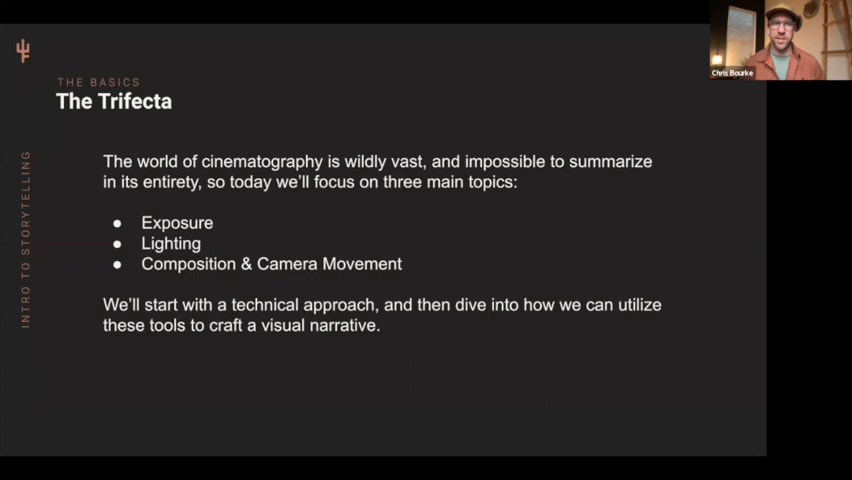 THE BASICS
The Trifecta
INTRO TO STORYTELLING
The world of cinematography is wildly vast, and impossible to summarize
in its entirety, so today we'll focus on three main topics:
● Exposure
● Lighting
● Composition & Camera Movement
We'll start with a technical approach, and then dive into how we can utilize
these tools to craft a visual narrative.
Chris Bourke